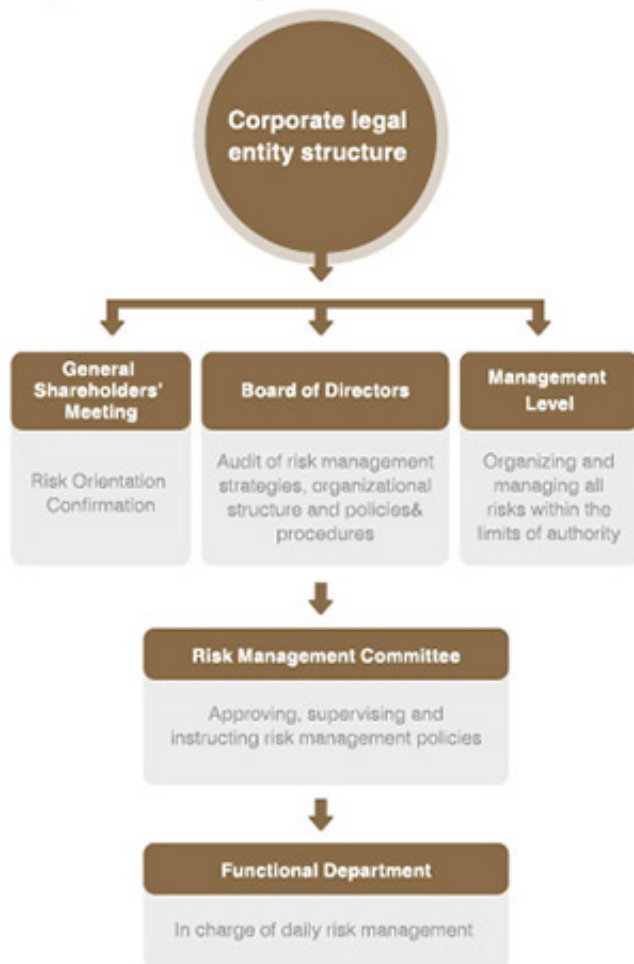 Corporate legal
entity structure
General
Shareholders'
Meeting
Risk Orientation
Confirmation
Board of Directors
Audit of risk management
strategies, organizational
structure and policies&
procedures
Management
Level
Organizing and
managing all
risks within the
limits of authority
Risk Management Committee
Approving, supervising and
instructing risk management policies
Functional Department
In charge of daily risk management